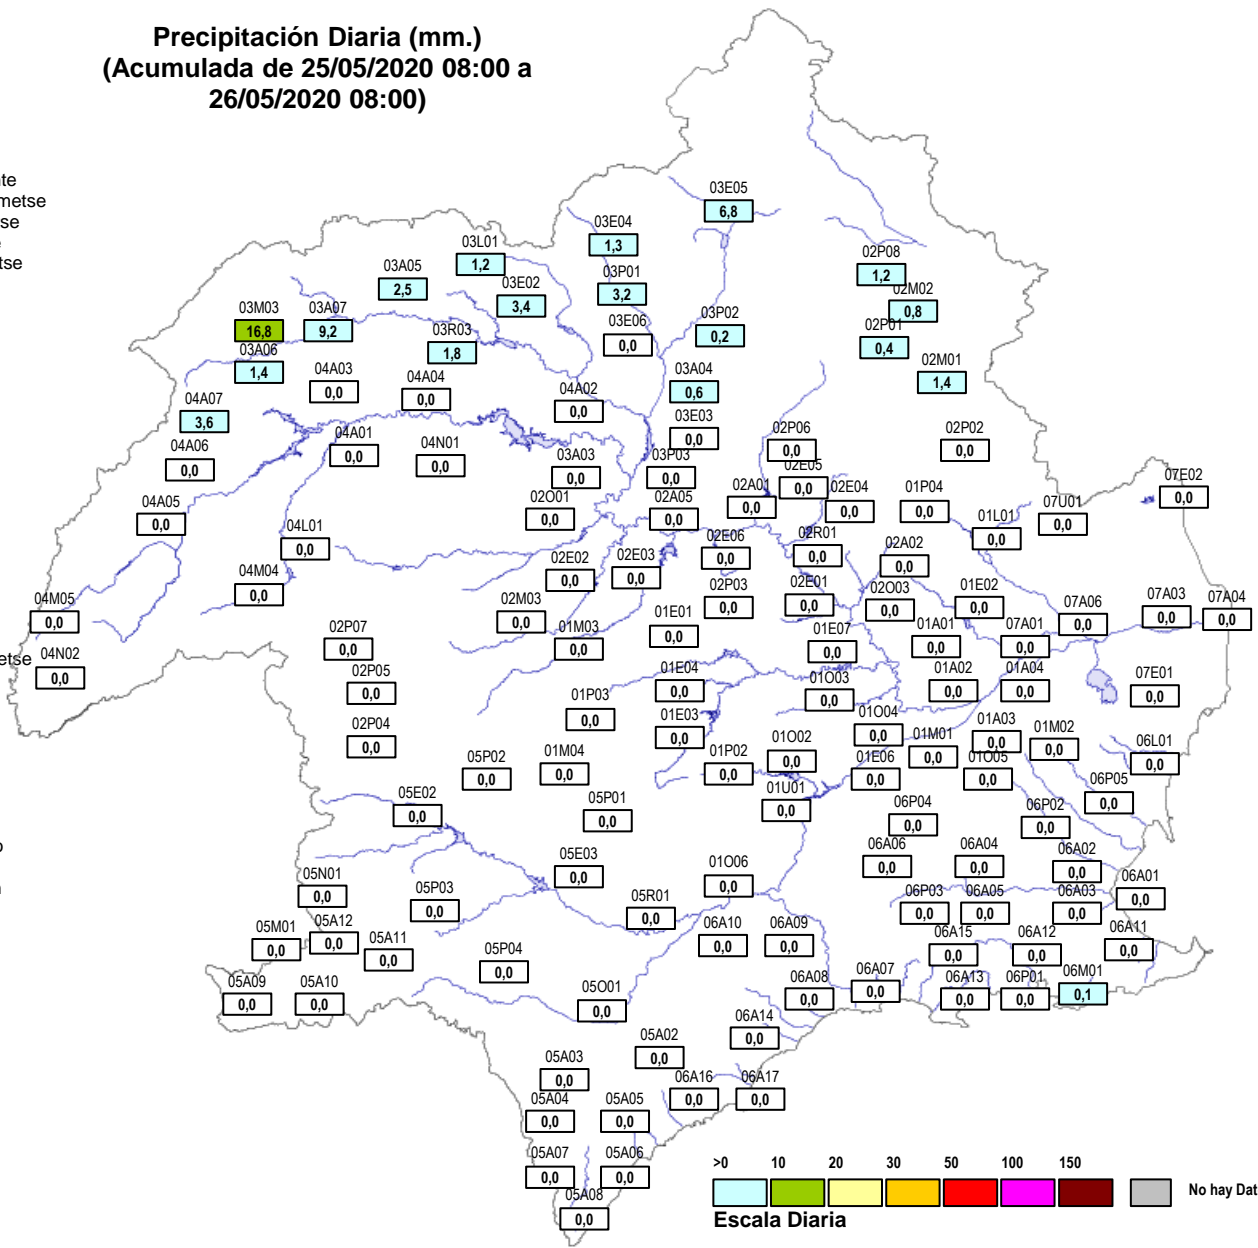 Precipitación Diaria (mm.)
(Acumulada de 25/05/2020 08:00 a
26/05/2020 08:00)
te
metse
se
tse
etse
03E05
6,8
03E04
1,3
03L01
1,2
03A05
2,5
03E02
3,4
03P01
3,2
02P08
1,2
02M02
0,8
03M03
16,8
03A07
9,2
03R03
1,8
03E06
0,0
03P02
0,2
02P01
0,4
03A06
1,4
04A03
0,0
04A04
0,0
04A02
0,0
03A04
0,6
02M01
1,4
04A07
3,6
03E03
0,0
04A06
0,0
04A01
0,0
04N01
0,0
03A03
0,0
03P03
0,0
02P06
0,0
02P02
0,0
02E05
0,0
04A05
0,0
02O01
0,0
02A05
0,0
02A01
0,0
02E04
0,0
01P04
0,0
07U01
0,0
07E02
0,0
04L01
0,0
01L01
0,0
02E06
0,0
02R01
0,0
02A02
0,0
04M04
0,0
02E02
0,0
02E03
0,0
04M05
0,0
02M03
0,0
02P03
0,0
02E01
0,0
02O03
0,0
01E02
0,0
07A06
0,0
07A03
0,0
07A04
0,0
02P07
0,0
01M03
0,0
01E01
0,0
01E07
0,0
01A01
0,0
07A01
0,0
04N02
0,0
02P05
0,0
01E04
0,0
01O03
0,0
01A02
0,0
01A04
0,0
07E01
0,0
01P03
0,0
01E03
0,0
02P04
0,0
01O04
0,0
01M01
0,0
01A03
0,0
01M02
0,0
06L01
0,0
05P02
0,0
01M04
0,0
01P02
0,0
01O02
0,0
01E06
0,0
01O05
0,0
05E02
0,0
05P01
0,0
01U01
0,0
06P04
0,0
06P02
0,0
06P05
0,0
05E03
0,0
01O06
0,0
06A06
0,0
06A04
0,0
06A02
0,0
05N01
0,0
05P03
0,0
05R01
0,0
06P03
0,0
06A05
0,0
06A03
0,0
06A01
0,0
05M01
0,0
05A12
0,0
05A11
0,0
05P04
0,0
06A10
0,0
06A09
0,0
06A15
0,0
06A12
0,0
06A11
0,0
05A09
0,0
05A10
0,0
05O01
0,0
06A08
0,0
06A07
0,0
06A13
0,0
06P01
0,0
06M01
0,1
05A02
0,0
06A14
0,0
05A03
0,0
06A16
0,0
06A17
0,0
05A04
0,0
05A05
0,0
05A07
0,0
05A06
0,0
05A08
0,0
>0 10 20 30 50 100 150
No hay Dat
Escala Diaria